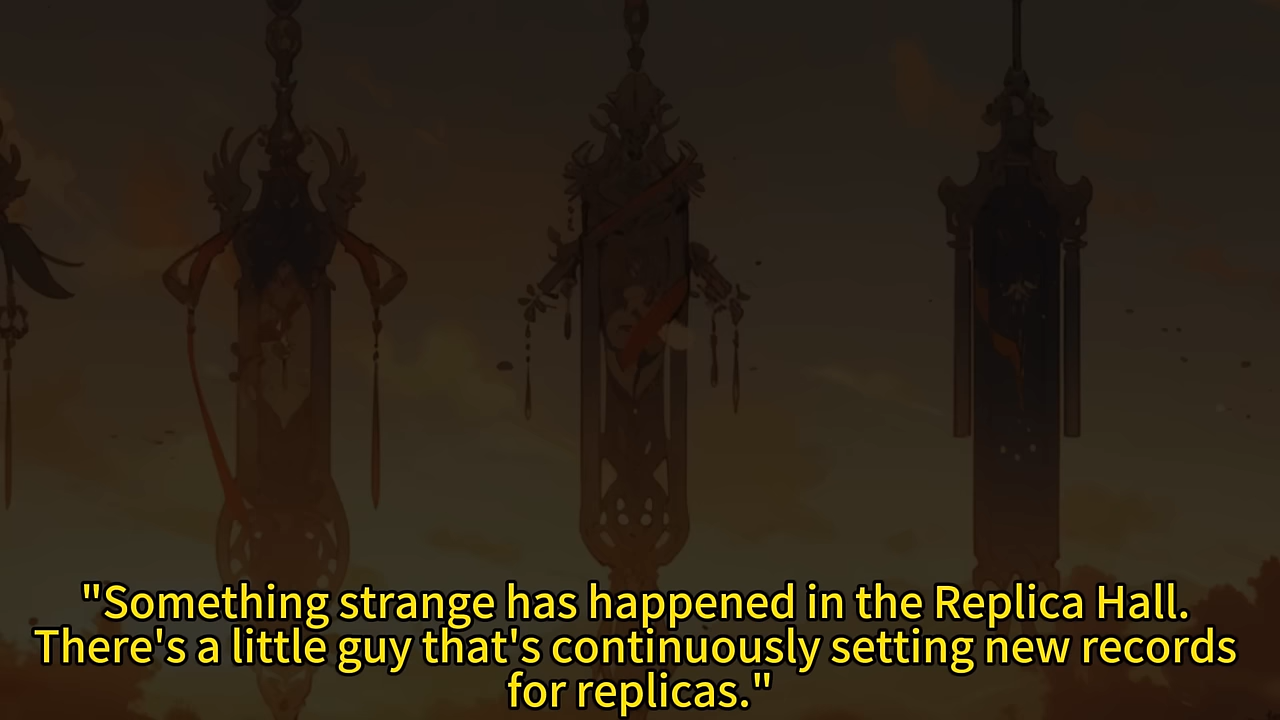 "Something strange has happened in the Replica Hall.
There's a little guy that's continuously setting new records
for replicas."